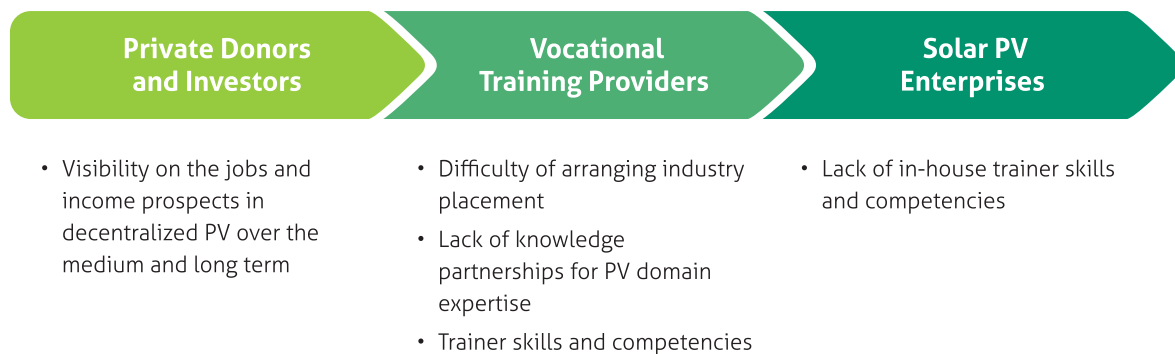 Private Donors
and Investors
Vocational
Training Providers
Solar PV
Enterprises
• Visibility on the jobs and
income prospects in
decentralized PV over the
medium and long term
• Difficulty of arranging industry
placement
• Lack of knowledge
partnerships for PV domain
expertise
• Trainer skills and competencies
• Lack of in-house trainer skills
and competencies